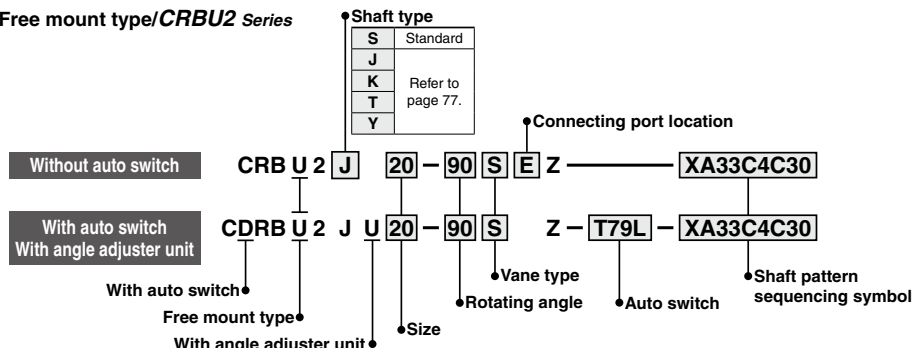 Free mount type/CRBU2 Series
Shaft type
S Standard
J
K
T
Y
Refer to
page 77.
Connecting port location
Without auto switch CRB U 2 J 20 – 90 S E Z XA33C4C30
With auto switch
With angle adjuster unit
CDRB U 2 J U 20 – 90 S Z – T79L – XA33C4C30
Vane type
Shaft pattern
sequencing symbol
With auto switch
Rotating angle
Auto switch
Free mount type
Size
With angle adjuster unit